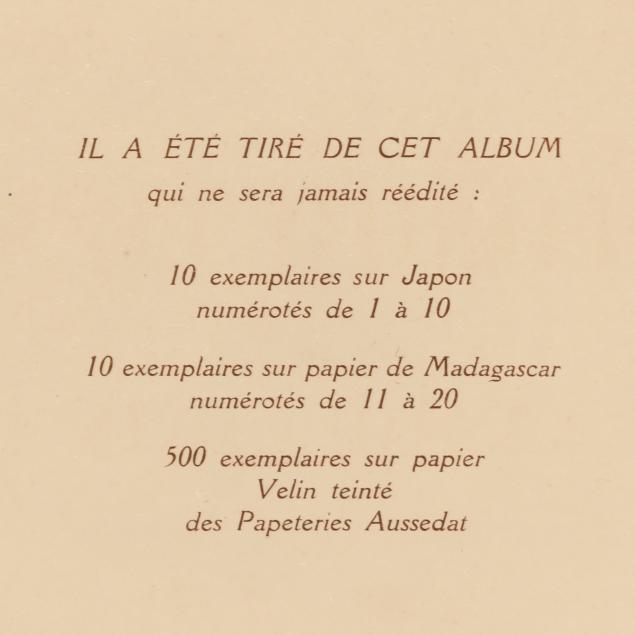 IL A ÉTÉ TIRÉ DE CET ALBUM
qui ne sera jamais réédité :
10 exemplaires sur Japon
numérotés de 1 à 10
10 exemplaires sur papier de Madagascar
numérotés de 11 à 20
500 exemplaires sur papier
Velin teinté
des Papeteries Aussedat